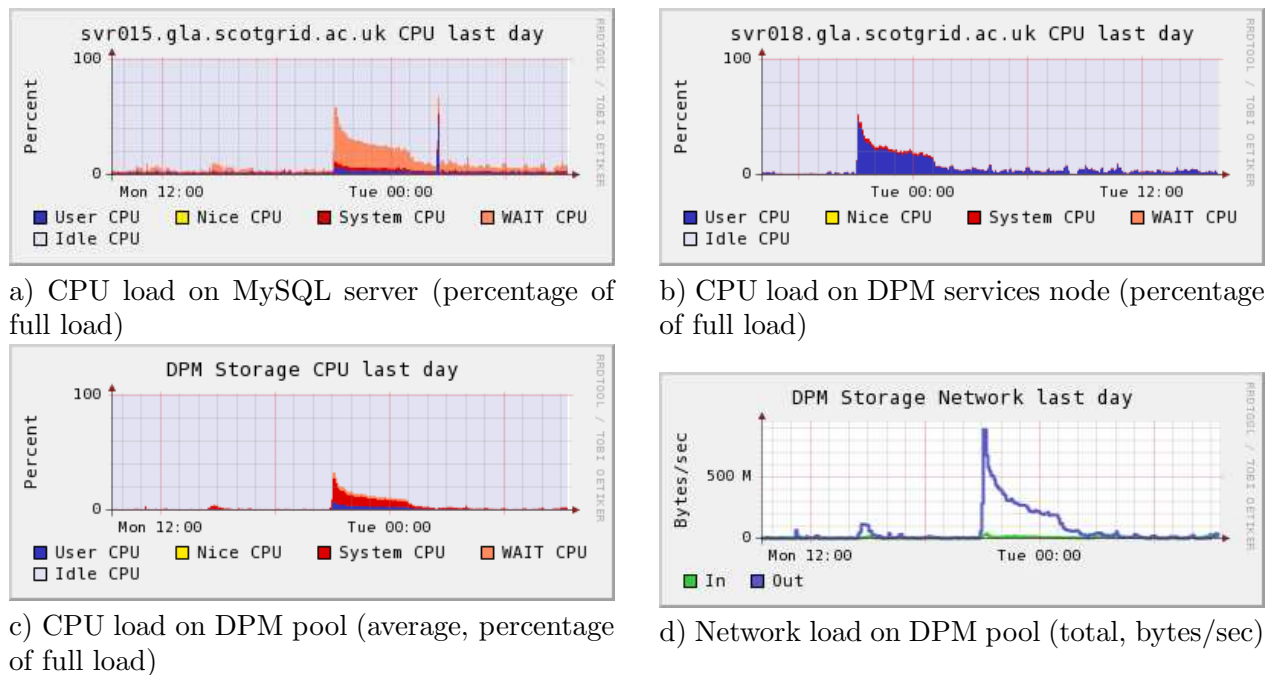 svr015.gla.scotgrid.ac.uk CPU last day
RRDTOOL / TOBI OETIKER
100
Percent
0
Mon 12:00 Tue 00:00
User CPU Nice CPU System CPU WAIT CPU
Idle CPU
a) CPU load on MySQL server (percentage of
full load)
svr018.gla.scotgrid.ac.uk CPU last day
RRDTOOL / TOBI OETIKER
100
Percent
0
Tue 00:00 Tue 12:00
User CPU Nice CPU System CPU WAIT CPU
Idle CPU
b) CPU load on DPM services node (percentage
of full load)
DPM Storage CPU last day
RRDTOOL / TOBI OETIKER
100
Percent
0
Mon 12:00 Tue 00:00
User CPU Nice CPU System CPU WAIT CPU
Idle CPU
c) CPU load on DPM pool (average, percentage
of full load)
DPM Storage Network last day
RRDTOOL / TOBI OETIKER
Bytes/sec
500 M
0
Mon 12:00 Tue 00:00
In Out
d) Network load on DPM pool (total, bytes/sec)